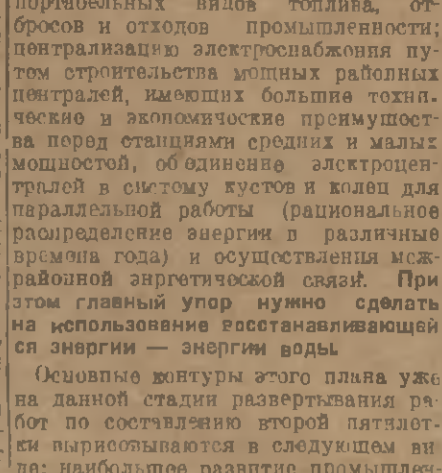 портабельных видов топлива, от-
бросов и отходов промышленности;
централизацию электроснабжения пу-
тем строительства мощных районных
централей, имеющих большие техни-
ческие и экономические преимущест-
ва перед станциями средних и малых
мощностей, об'единение электроцен-
тралей в систему кустов и колец для
параллельной работы (рациональное
распределение энергии в различные
времена года) и осуществления меж-
районной энргетической связи. При
этом главный упор нужно сделать
на использование восстанавливающей
ся энергии — энергии воды.
Основные контуры этого плана уже
на данной стадии развертывания ра-
бот по составлению второй пятилет-
ки вырисовываются в следующем ви
де: наибольшее развитие промышлен-